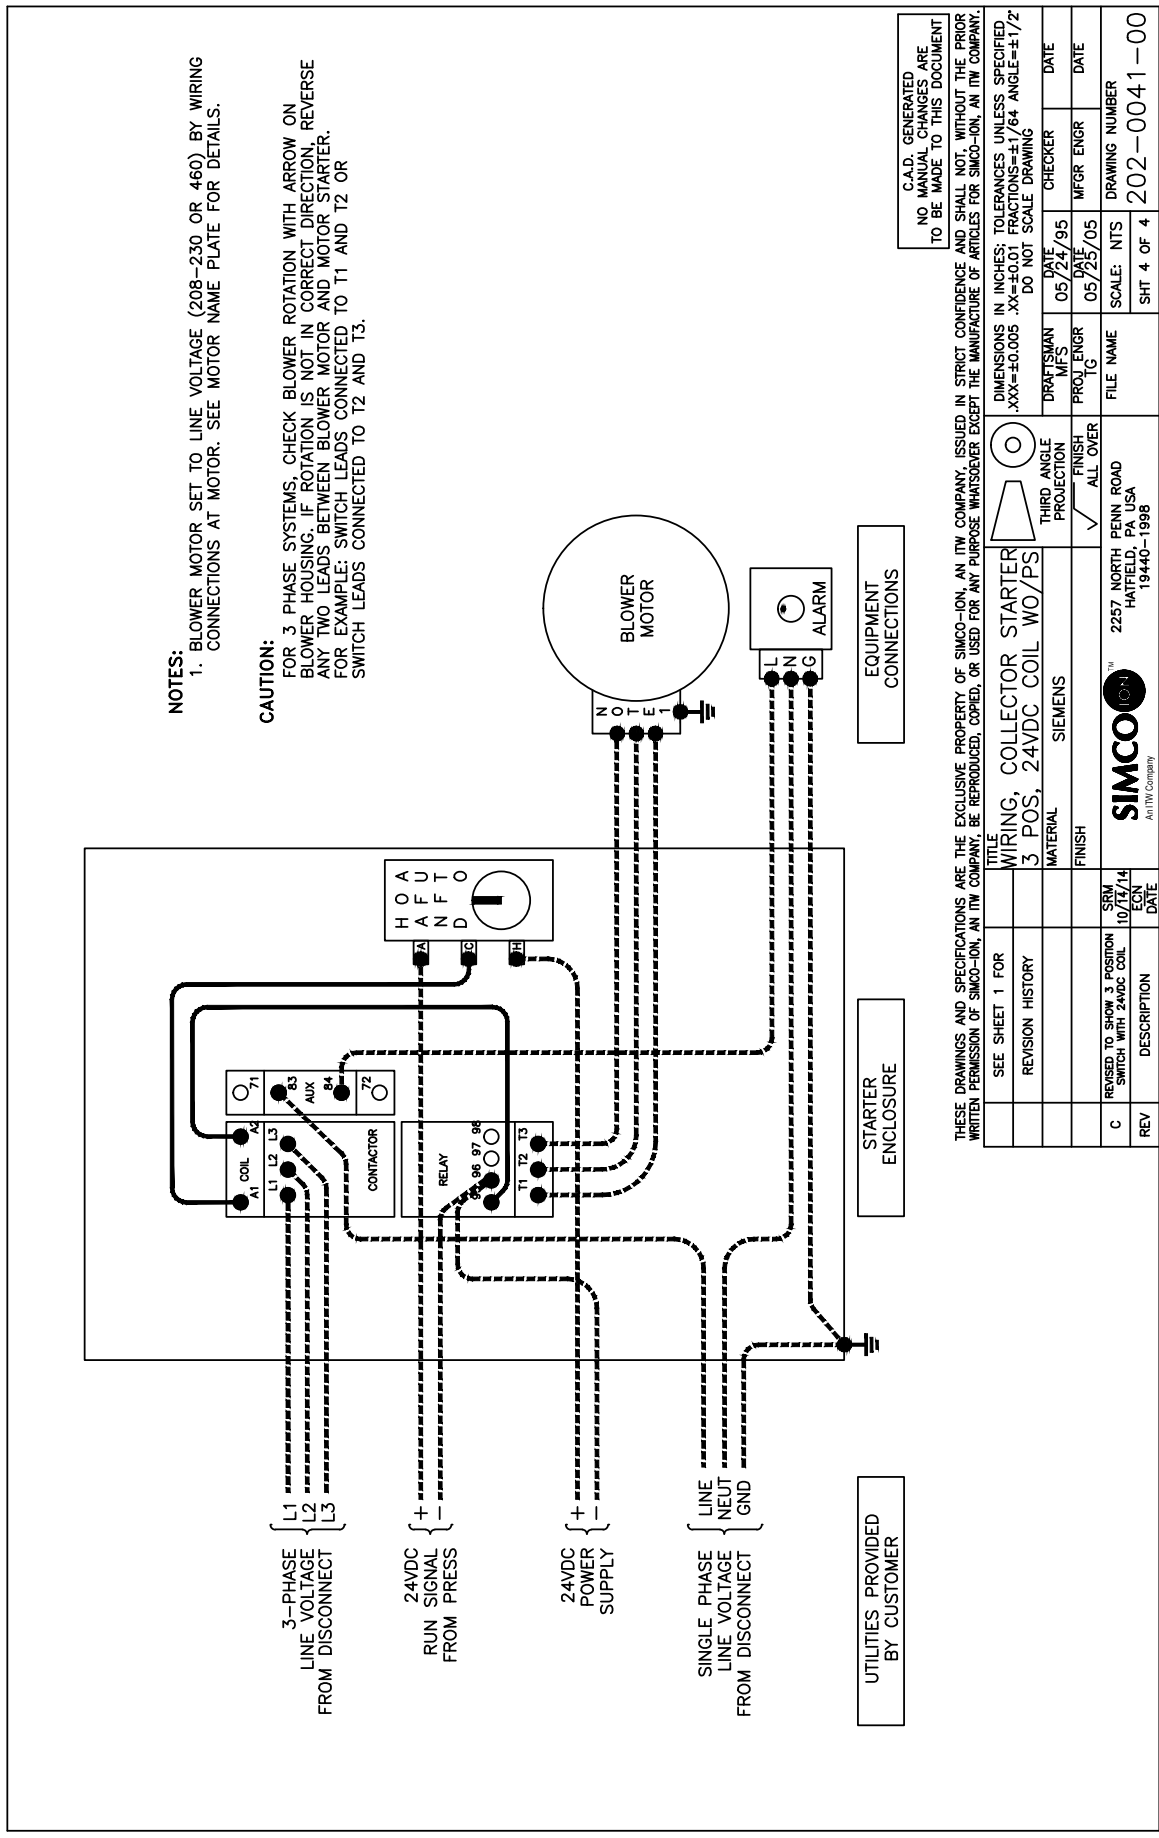 NOTES:
1. BLOWER MOTOR SET TO LINE VOLTAGE (208-230 OR 460) BY WIRING
CONNECTIONS AT MOTOR. SEE MOTOR NAME PLATE FOR DETAILS.
CAUTION:
FOR 3 PHASE SYSTEMS, CHECK BLOWER ROTATION WITH ARROW ON
BLOWER HOUSING. IF ROTATION IS NOT IN CORRECT DIRECTION, REVERSE
ANY TWO LEADS BETWEEN BLOWER MOTOR AND MOTOR STARTER.
FOR EXAMPLE: SWITCH LEADS CONNECTED TO T1 AND T2 OR
SWITCH LEADS CONNECTED TO T2 AND T3.
3-PHASE
LINE VOLTAGE
FROM DISCONNECT
L1
L2
L3
24VDC
RUN SIGNAL
FROM PRESS
+
-
24VDC
POWER
SUPPLY
+
-
SINGLE PHASE
LINE VOLTAGE
FROM DISCONNECT
LINE
NEUT
GND
A1 COIL A2
L1 L2 L3
CONTACTOR
71
83
AUX
84
72
RELAY
95 96 97 98
T1 T2 T3
H O A
A F U
N F T
D O
A
C
H
NOTE 1
BLOWER
MOTOR
L
N
G
ALARM
UTILITIES PROVIDED
BY CUSTOMER
STARTER
ENCLOSURE
EQUIPMENT
CONNECTIONS
C.A.D. GENERATED
NO MANUAL CHANGES ARE
TO BE MADE TO THIS DOCUMENT
THESE DRAWINGS AND SPECIFICATIONS ARE THE EXCLUSIVE PROPERTY OF SIMCO-ION, AN ITW COMPANY, ISSUED IN STRICT CONFIDENCE AND SHALL NOT, WITHOUT THE PRIOR
WRITTEN PERMISSION OF SIMCO-ION, AN ITW COMPANY, BE REPRODUCED, COPIED, OR USED FOR ANY PURPOSE WHATSOEVER EXCEPT THE MANUFACTURE OF ARTICLES FOR SIMCO-ION, AN ITW COMPANY.
SEE SHEET 1 FOR
REVISION HISTORY
C
REVISED TO SHOW 3 POSITION
SWITCH WITH 24VDC COIL
SRM
10/14/14
REV
DESCRIPTION
ECN
DATE
TITLE
WIRING, COLLECTOR STARTER
3 POS, 24VDC COIL WO/PS
MATERIAL
SIEMENS
FINISH
THIRD ANGLE
PROJECTION
FINISH
ALL OVER
SIMCO ION™
An ITW Company
2257 NORTH PENN ROAD
HATFIELD, PA USA
19440-1998
DIMENSIONS IN INCHES; TOLERANCES UNLESS SPECIFIED
.XXX=±0.005 .XX=±0.01 FRACTIONS=±1/64 ANGLE=±1/2°
DO NOT SCALE DRAWING
DRAFTSMAN
MFS
DATE
05/24/95
CHECKER
DATE
PROJ ENGR
TG
DATE
05/25/05
MFGR ENGR
DATE
FILE NAME
SCALE: NTS
SHT 4 OF 4
DRAWING NUMBER
202-0041-00